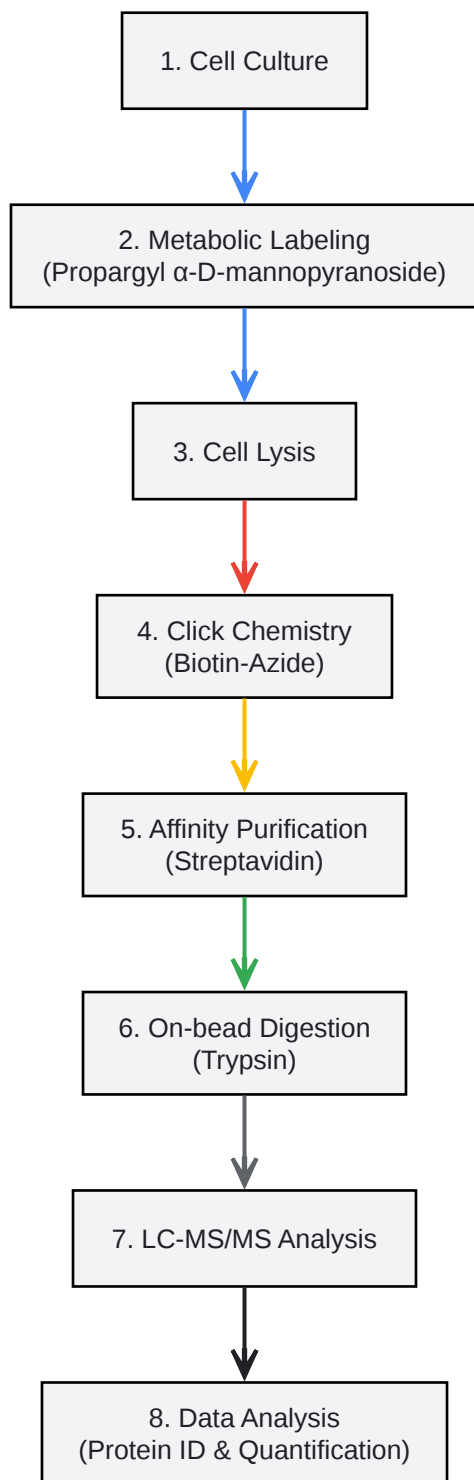 1. Cell Culture
2. Metabolic Labeling
(Propargyl α-D-mannopyranoside)
3. Cell Lysis
4. Click Chemistry
(Biotin-Azide)
5. Affinity Purification
(Streptavidin)
6. On-bead Digestion
(Trypsin)
7. LC-MS/MS Analysis
8. Data Analysis
(Protein ID & Quantification)